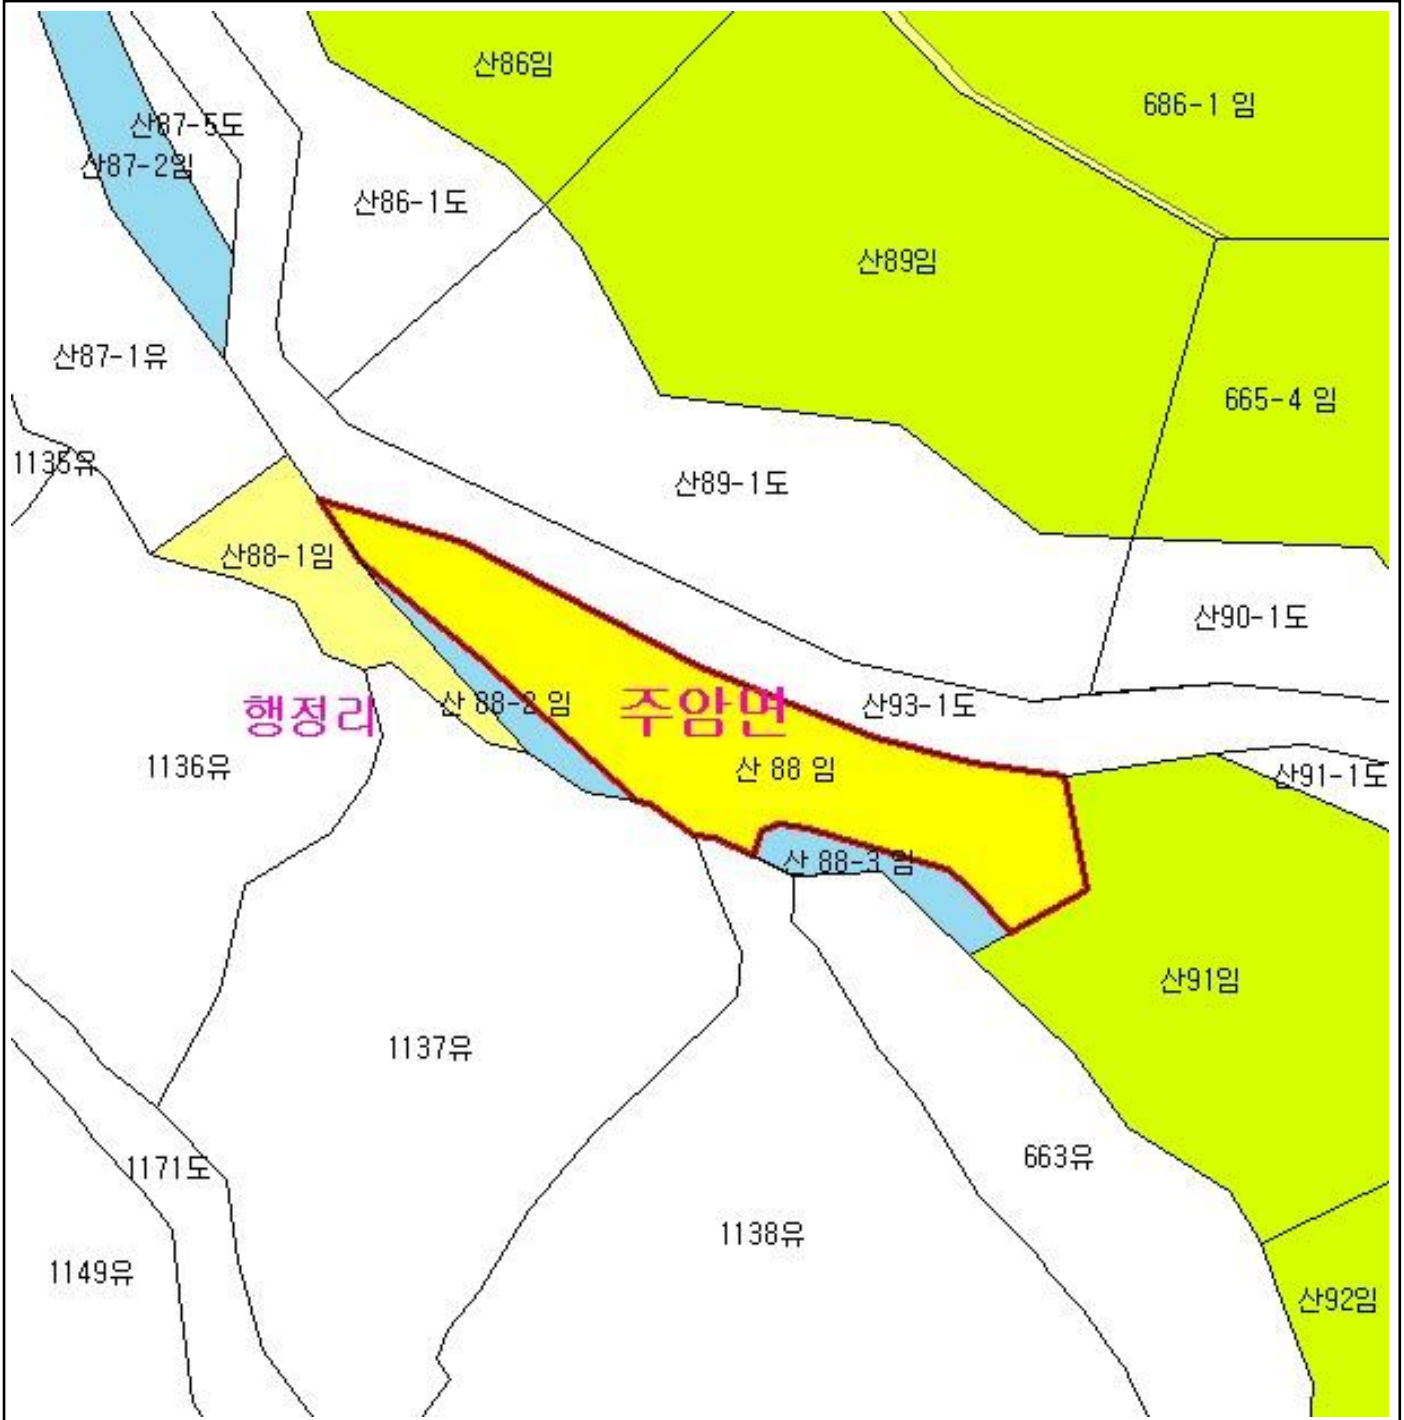 산86임
686-1 임
산87-5도
산87-2임
산86-1도
산89임
산87-1유
665-4 임
1135유
산89-1도
산88-1임
산90-1도
산 88-2 임
행정리
주암면
산93-1도
1136유
산 88 임
산91-1도
산 88-3 임
산91임
1137유
663유
1171도
1138유
1149유
산92임